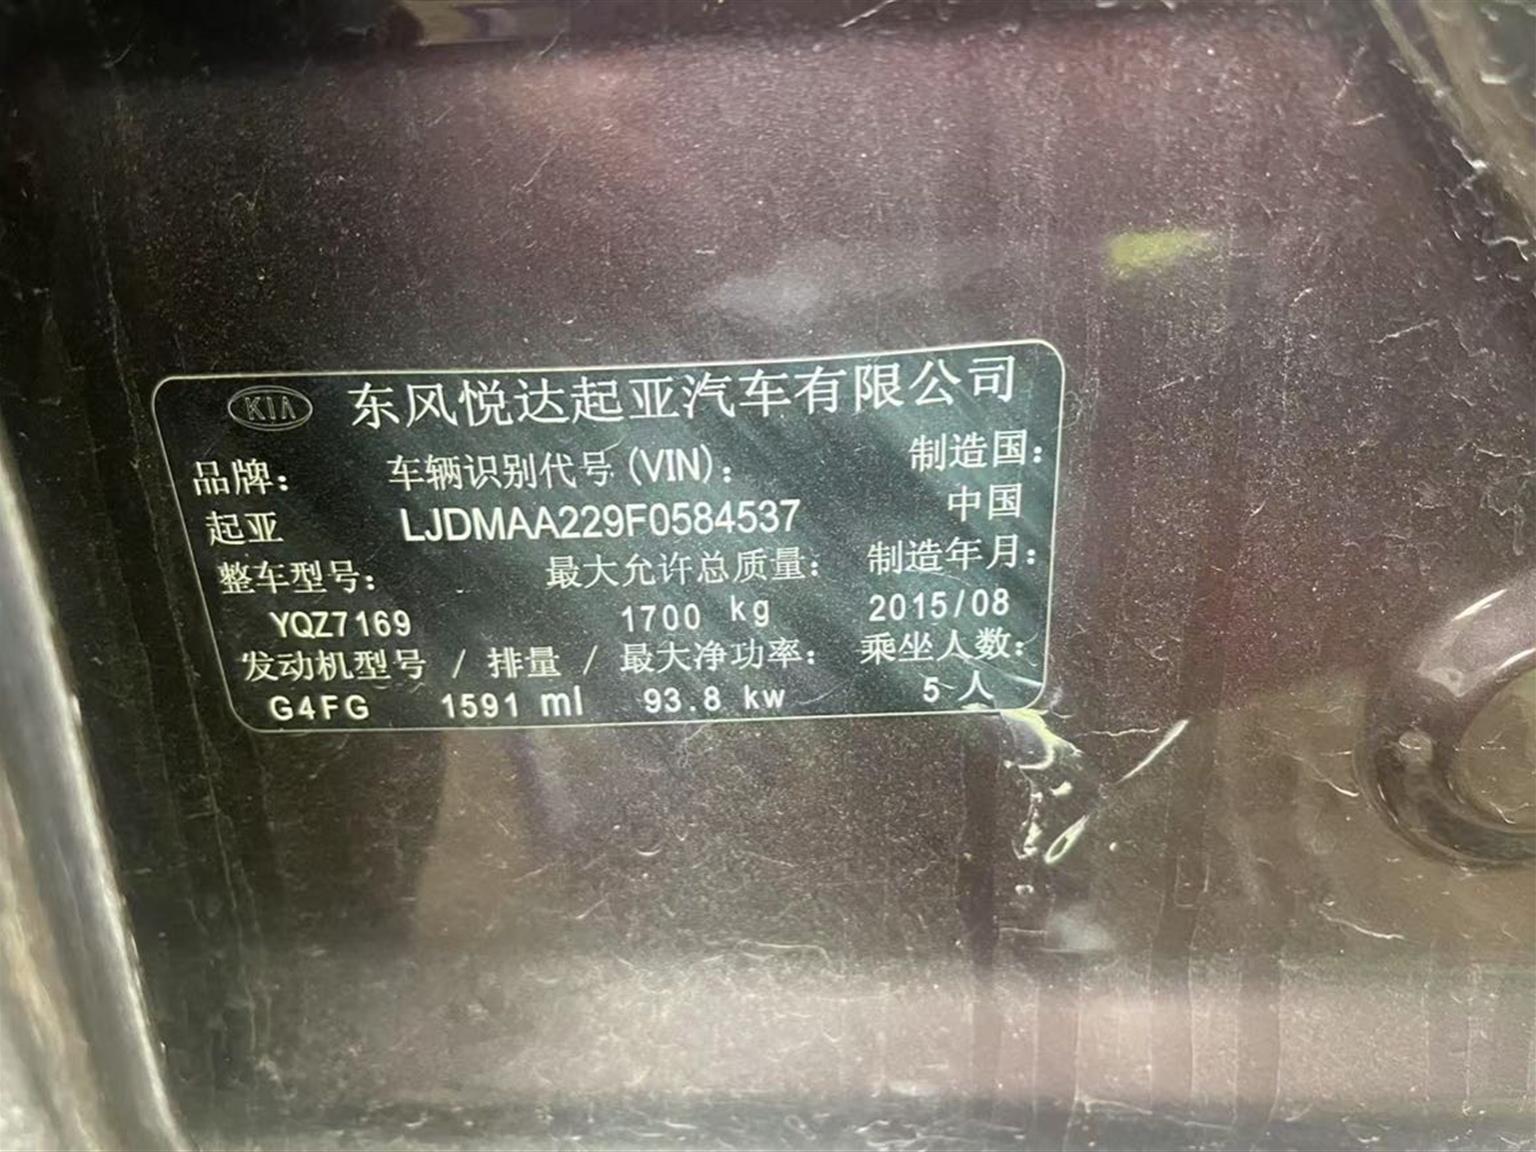 KIA 东风悦达起亚汽车有限公司
品牌： 车辆识别代号(VIN)： 制造国：
起亚 LJDMAA229F0584537 中国
整车型号： 最大允许总质量： 制造年月：
YQZ7169 1700 kg 2015/08
发动机型号 / 排量 / 最大净功率： 乘坐人数：
G4FG 1591 ml 93.8 kw 5 人